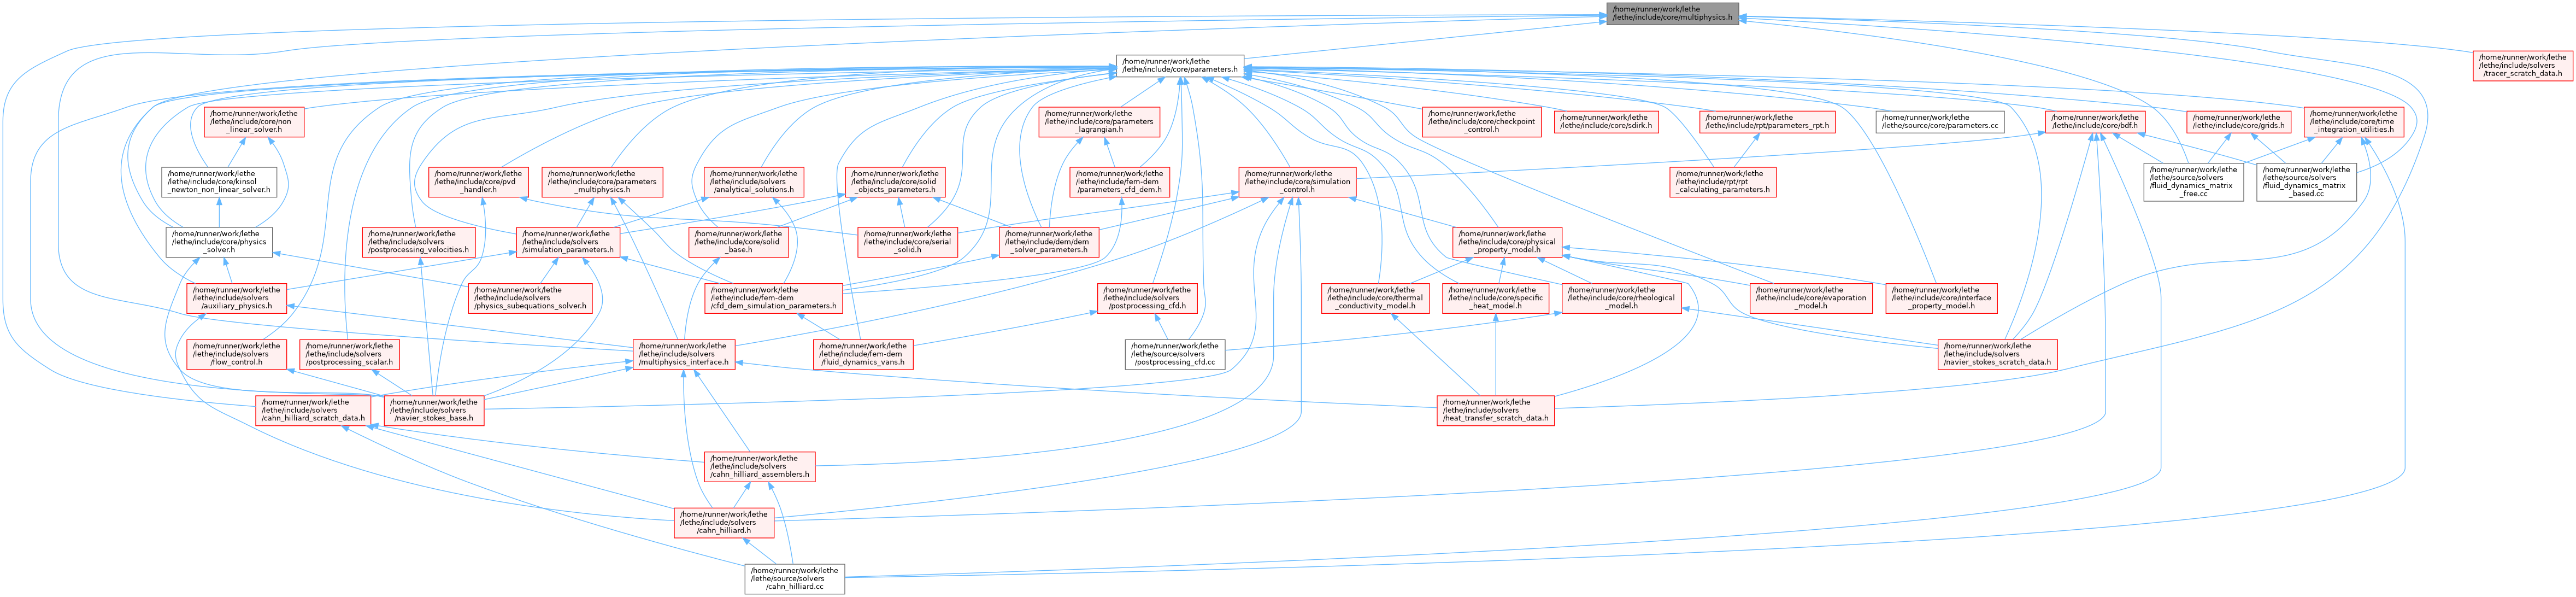 /home/runner/work/lethe
/lethe/include/core/multiphysics.h
/home/runner/work/lethe
/lethe/include/solvers
/tracer_scratch_data.h
/home/runner/work/lethe
/lethe/include/core/parameters.h
/home/runner/work/lethe
/lethe/include/core/non
_linear_solver.h
/home/runner/work/lethe
/lethe/include/core/parameters
_lagrangian.h
/home/runner/work/lethe
/lethe/include/core/checkpoint
_control.h
/home/runner/work/lethe
/lethe/include/core/sdirk.h
/home/runner/work/lethe
/lethe/include/rpt/parameters_rpt.h
/home/runner/work/lethe
/lethe/source/core/parameters.cc
/home/runner/work/lethe
/lethe/include/core/bdf.h
/home/runner/work/lethe
/lethe/include/core/grids.h
/home/runner/work/lethe
/lethe/include/core/time
_integration_utilities.h
/home/runner/work/lethe
/lethe/include/core/kinsol
_newton_non_linear_solver.h
/home/runner/work/lethe
/lethe/include/core/pvd
_handler.h
/home/runner/work/lethe
/lethe/include/core/parameters
_multiphysics.h
/home/runner/work/lethe
/lethe/include/solvers
/analytical_solutions.h
/home/runner/work/lethe
/lethe/include/core/solid
_objects_parameters.h
/home/runner/work/lethe
/lethe/include/fem-dem
/parameters_cfd_dem.h
/home/runner/work/lethe
/lethe/include/core/simulation
_control.h
/home/runner/work/lethe
/lethe/include/rpt/rpt
_calculating_parameters.h
/home/runner/work/lethe
/lethe/source/solvers
/fluid_dynamics_matrix
_free.cc
/home/runner/work/lethe
/lethe/source/solvers
/fluid_dynamics_matrix
_based.cc
/home/runner/work/lethe
/lethe/include/core/physics
_solver.h
/home/runner/work/lethe
/lethe/include/solvers
/postprocessing_velocities.h
/home/runner/work/lethe
/lethe/include/solvers
/simulation_parameters.h
/home/runner/work/lethe
/lethe/include/core/solid
_base.h
/home/runner/work/lethe
/lethe/include/core/serial
_solid.h
/home/runner/work/lethe
/lethe/include/dem/dem
_solver_parameters.h
/home/runner/work/lethe
/lethe/include/core/physical
_property_model.h
/home/runner/work/lethe
/lethe/include/solvers
/auxiliary_physics.h
/home/runner/work/lethe
/lethe/include/solvers
/physics_subequations_solver.h
/home/runner/work/lethe
/lethe/include/fem-dem
/cfd_dem_simulation_parameters.h
/home/runner/work/lethe
/lethe/include/solvers
/postprocessing_cfd.h
/home/runner/work/lethe
/lethe/include/core/thermal
_conductivity_model.h
/home/runner/work/lethe
/lethe/include/core/specific
_heat_model.h
/home/runner/work/lethe
/lethe/include/core/rheological
_model.h
/home/runner/work/lethe
/lethe/include/core/evaporation
_model.h
/home/runner/work/lethe
/lethe/include/core/interface
_property_model.h
/home/runner/work/lethe
/lethe/include/solvers
/flow_control.h
/home/runner/work/lethe
/lethe/include/solvers
/postprocessing_scalar.h
/home/runner/work/lethe
/lethe/include/solvers
/multiphysics_interface.h
/home/runner/work/lethe
/lethe/include/fem-dem
/fluid_dynamics_vans.h
/home/runner/work/lethe
/lethe/source/solvers
/postprocessing_cfd.cc
/home/runner/work/lethe
/lethe/include/solvers
/navier_stokes_scratch_data.h
/home/runner/work/lethe
/lethe/include/solvers
/cahn_hilliard_scratch_data.h
/home/runner/work/lethe
/lethe/include/solvers
/navier_stokes_base.h
/home/runner/work/lethe
/lethe/include/solvers
/heat_transfer_scratch_data.h
/home/runner/work/lethe
/lethe/include/solvers
/cahn_hilliard_assemblers.h
/home/runner/work/lethe
/lethe/include/solvers
/cahn_hilliard.h
/home/runner/work/lethe
/lethe/source/solvers
/cahn_hilliard.cc